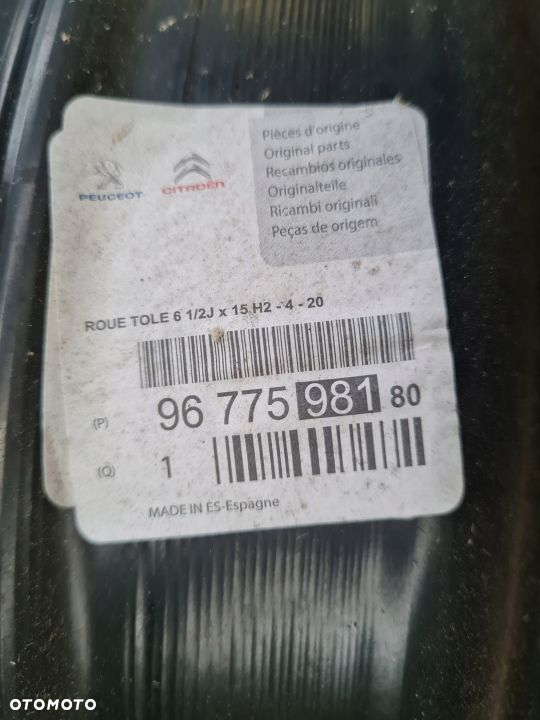 PEUGEOT
CITROËN
Pièces d'origine
Original parts
Recambios originales
Originalteile
Ricambi originali
Peças de origem
ROUE TOLE 6 1/2J x 15 H2 - 4 - 20
(P) 96 775 981 80
(Q) 1
MADE IN ES-Espagne
OTOMOTO